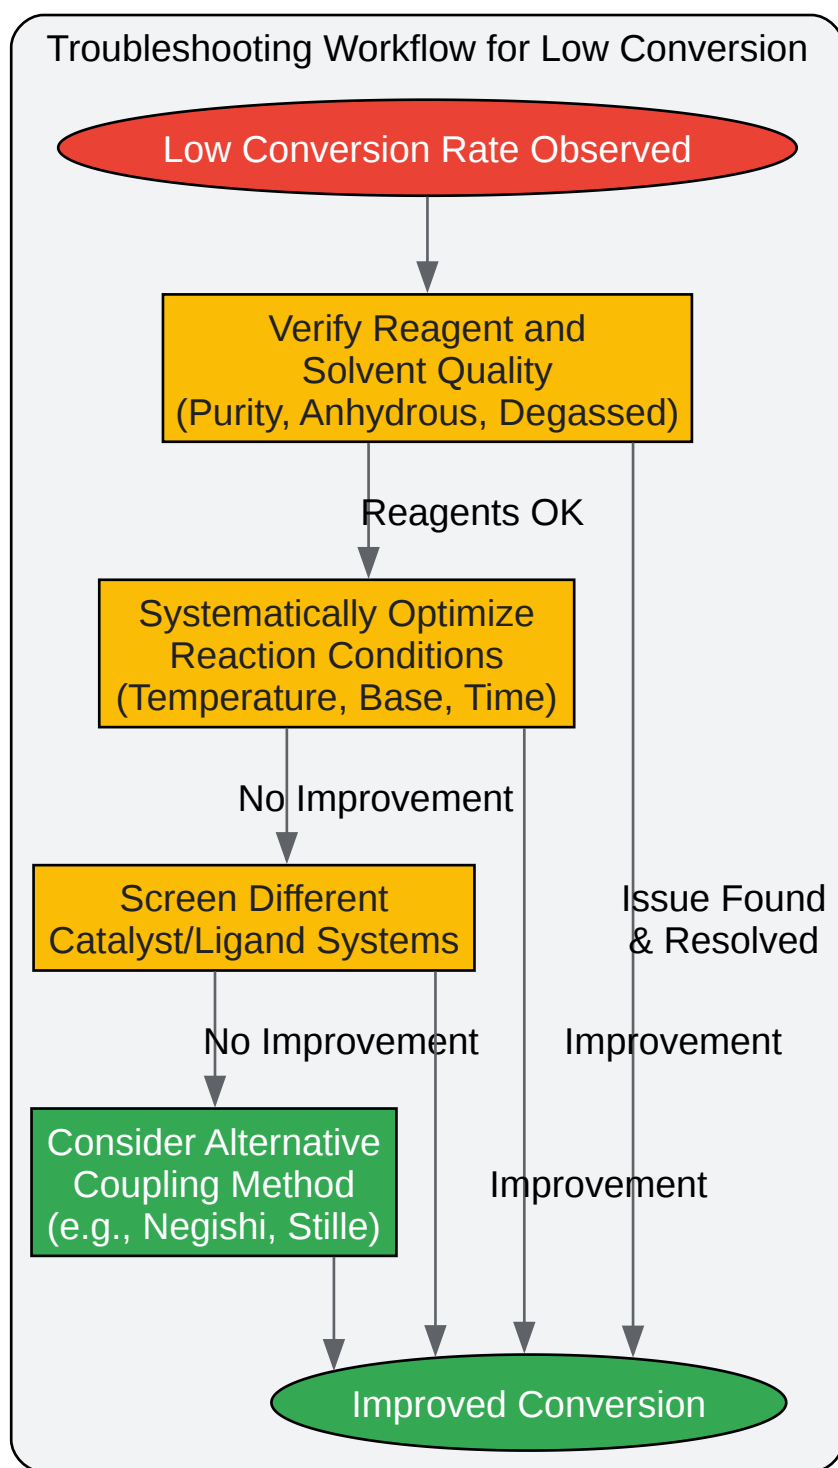 Troubleshooting Workflow for Low Conversion
Low Conversion Rate Observed
Verify Reagent and
Solvent Quality
(Purity, Anhydrous, Degassed)
Reagents OK
Systematically Optimize
Reaction Conditions
(Temperature, Base, Time)
No Improvement
Screen Different
Catalyst/Ligand Systems
Issue Found
& Resolved
No Improvement
Improvement
Consider Alternative
Coupling Method
(e.g., Negishi, Stille)
Improvement
Improved Conversion